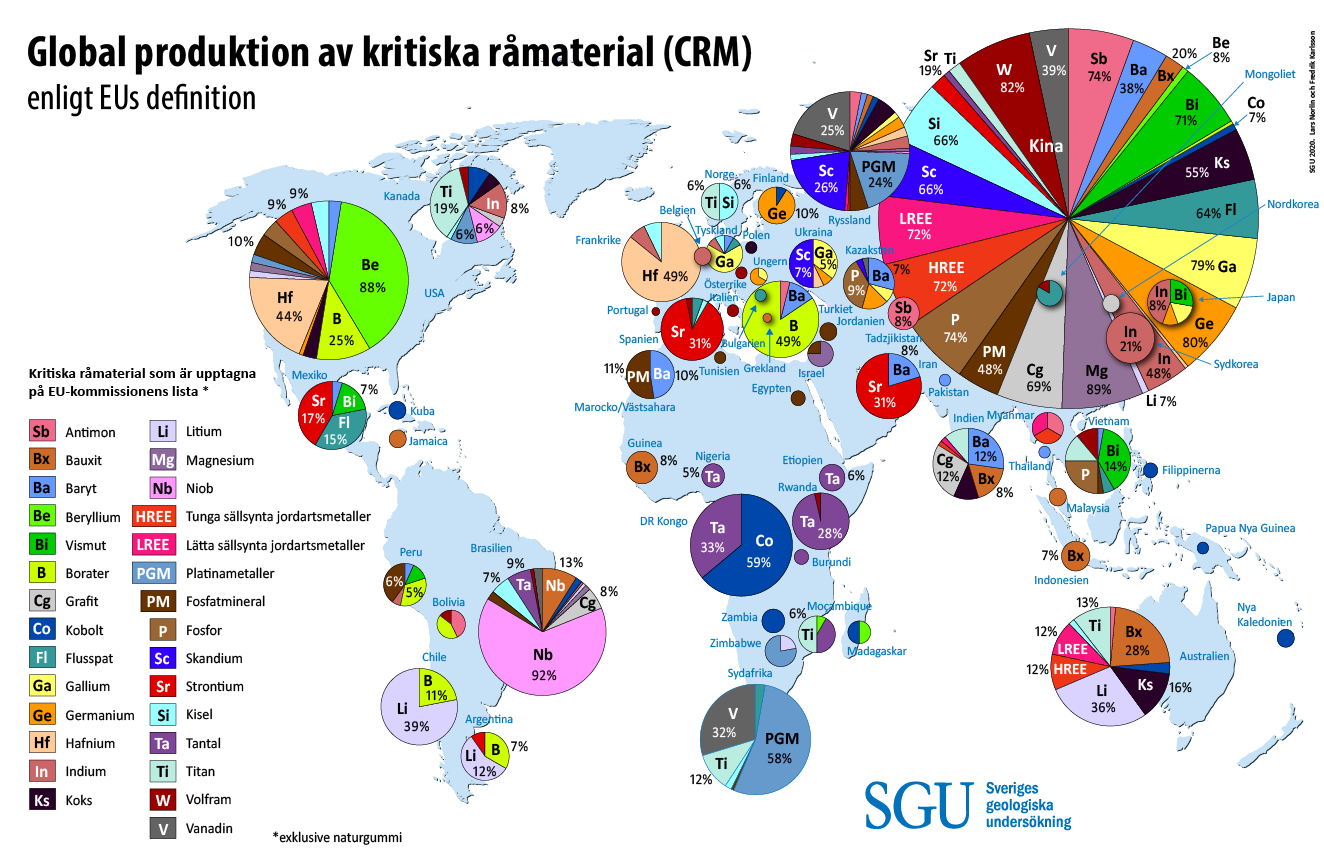 Global produktion av kritiska råmaterial (CRM)
enligt EUs definition
SGU 2020. Lars Norlin och Fredrik Karlsson
Kanada
Ti
19%
In
8%
6%
6%
USA
Be
88%
B
25%
Hf
44%
10%
9%
9%
Mexiko
Sr
17%
Bi
7%
Fl
15%
Kuba
Jamaica
Peru
6%
5%
Bolivia
Brasilien
7%
9%
Ta
13%
Nb
8%
Cg
Nb
92%
Chile
B
11%
Li
39%
Argentina
Li
12%
B
7%
Norge
6%
6%
Ti
Si
Finland
Ge
10%
Belgien
Tyskland
Ga
Polen
Frankrike
Hf 49%
Ungern
Österrike
Italien
Ukraina
Sc
7%
Ga
5%
Portugal
Spanien
Sr
31%
Bulgarien
Grekland
Turkiet
Ba
B
49%
Tunisien
Jordanien
Israel
Egypten
Marocko/Västsahara
11%
PM
Ba
10%
Ryssland
V
25%
Sc
26%
PGM
24%
Kazakstan
P
9%
Ba
Tadzjikistan
Sb
8%
Iran
8%
Ba
Sr
31%
Pakistan
Guinea
Bx
8%
Nigeria
5%
Ta
Etiopien
Ta
6%
Rwanda
Ta
28%
Burundi
DR Kongo
Ta
33%
Co
59%
Zambia
Zimbabwe
Moçambique
6%
Ti
Madagaskar
Sydafrika
V
32%
PGM
58%
Ti
12%
Kina
Sr
19%
Ti
W
82%
V
39%
Sb
74%
Ba
38%
Bx
20%
Be
8%
Bi
71%
Co
7%
Ks
55%
64% Fl
79% Ga
Ge
80%
In
48%
Li 7%
Mg
89%
Cg
69%
PM
48%
P
74%
HREE
72%
7%
LREE
72%
Sc
66%
Si
66%
Mongoliet
Nordkorea
Japan
In
8%
Bi
Sydkorea
In
21%
Indien
Ba
12%
Cg
12%
Bx
8%
Myanmar
Thailand
Vietnam
Bi
14%
P
Filippinerna
Malaysia
Indonesien
7%
Bx
Papua Nya Guinea
Nya
Kaledonien
Australien
13%
Ti
Bx
28%
12%
LREE
12%
HREE
Li
36%
Ks
16%
Kritiska råmaterial som är upptagna
på EU-kommissionens lista *
Sb Antimon
Bx Bauxit
Ba Baryt
Be Beryllium
Bi Vismut
B Borater
Cg Grafit
Co Kobolt
Fl Flusspat
Ga Gallium
Ge Germanium
Hf Hafnium
In Indium
Ks Koks
Li Litium
Mg Magnesium
Nb Niob
HREE Tunga sällsynta jordartsmetaller
LREE Lätta sällsynta jordartsmetaller
PGM Platinametaller
PM Fosfatmineral
P Fosfor
Sc Skandium
Sr Strontium
Si Kisel
Ta Tantal
Ti Titan
W Volfram
V Vanadin
*exklusive naturgummi
SGU
Sveriges
geologiska
undersökning